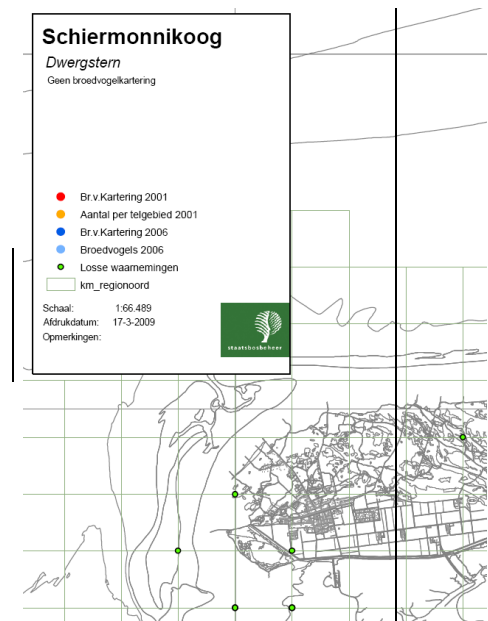 Schiermonnikoog
Dwergstern
Geen broedvogelkartering
Br.v.Kartering 2001
Aantal per telgebied 2001
Br.v.Kartering 2006
Broedvogels 2006
Losse waarnemingen
km_regionoord
Schaal: 1:66.489
Afdrukdatum: 17-3-2009
Opmerkingen:
staatsbosbeheer